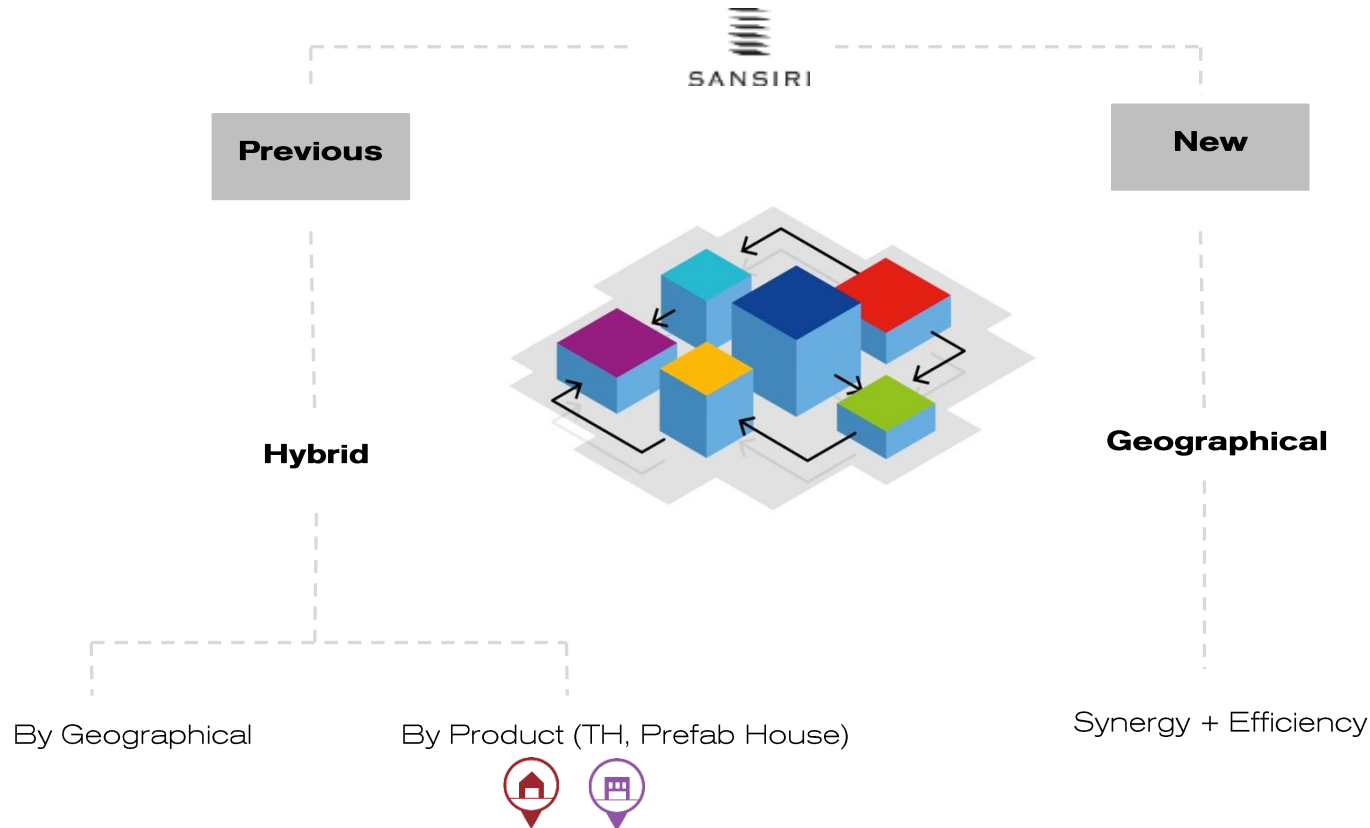 SANSIRI
Previous
New
Hybrid
Geographical
By Geographical
By Product (TH, Prefab House)
Synergy + Efficiency